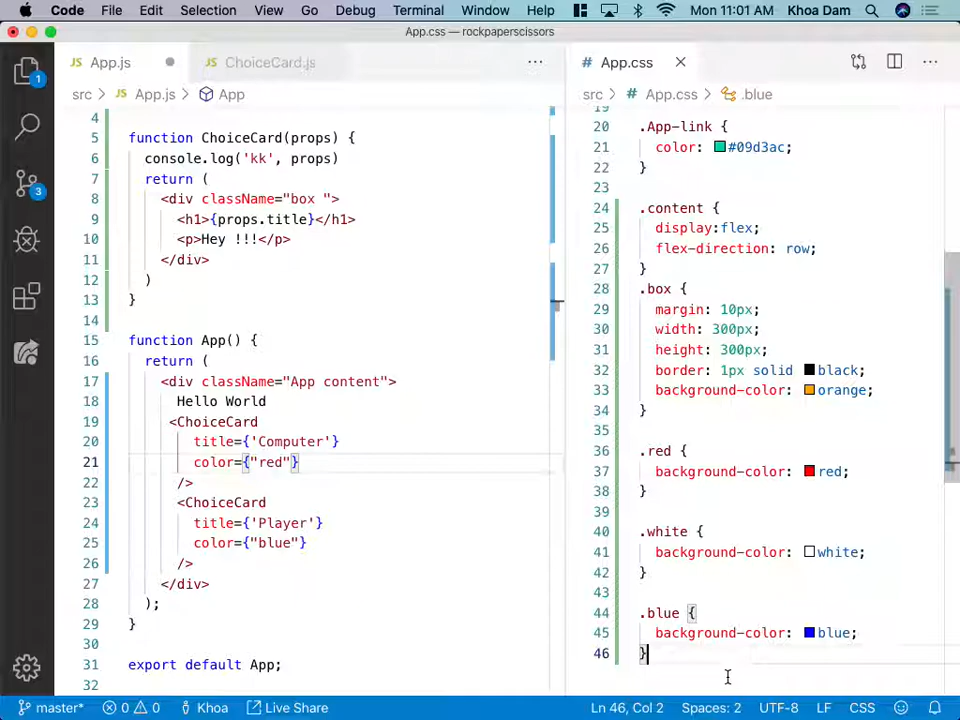 Code File Edit Selection View Go Debug Terminal Window Help Mon 11:01 AM Khoa Dam
App.css — rockpaperscissors
JS App.js ChoiceCard.js ···
src > JS App.js > App
4
5 function ChoiceCard(props) {
6 console.log('kk', props)
7 return (
8 <div className="box ">
9 <h1>{props.title}</h1>
10 <p>Hey !!!</p>
11 </div>
12 )
13 }
14
15 function App() {
16 return (
17 <div className="App content">
18 Hello World
19 <ChoiceCard
20 title={'Computer'}
21 color={"red"}
22 />
23 <ChoiceCard
24 title={'Player'}
25 color={"blue"}
26 />
27 </div>
28 );
29 }
30
31 export default App;
32
# App.css
src > # App.css > .blue
19
20 .App-link {
21 color: #09d3ac;
22 }
23
24 .content {
25 display:flex;
26 flex-direction: row;
27 }
28 .box {
29 margin: 10px;
30 width: 300px;
31 height: 300px;
32 border: 1px solid black;
33 background-color: orange;
34 }
35
36 .red {
37 background-color: red;
38 }
39
40 .white {
41 background-color: white;
42 }
43
44 .blue {
45 background-color: blue;
46 }
1
3
master* 0 0 Khoa Live Share Ln 46, Col 2 Spaces: 2 UTF-8 LF CSS